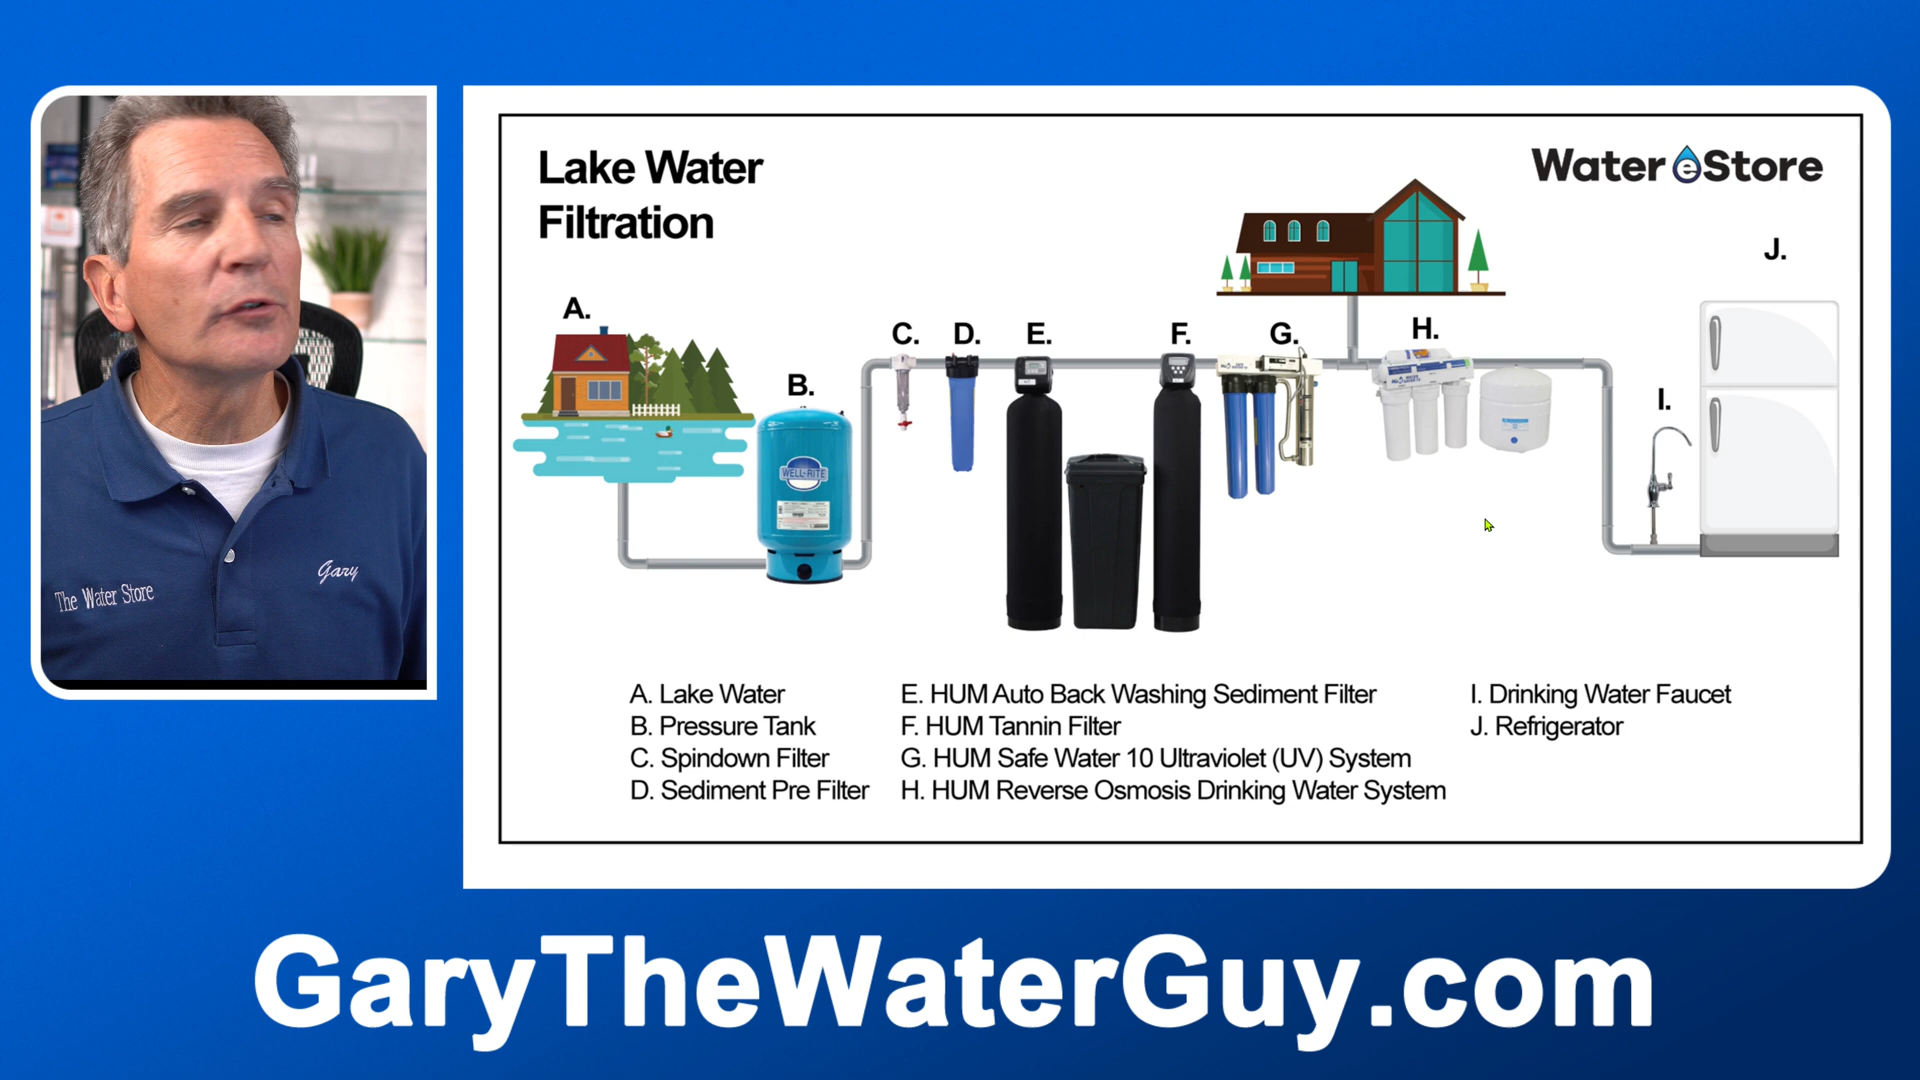 Lake Water
Filtration
Water eStore
A.
B.
C.
D.
E.
F.
G.
H.
I.
J.
WELL-RITE
The Water Store
Gary
A. Lake Water
B. Pressure Tank
C. Spindown Filter
D. Sediment Pre Filter
E. HUM Auto Back Washing Sediment Filter
F. HUM Tannin Filter
G. HUM Safe Water 10 Ultraviolet (UV) System
H. HUM Reverse Osmosis Drinking Water System
I. Drinking Water Faucet
J. Refrigerator
GaryTheWaterGuy.com